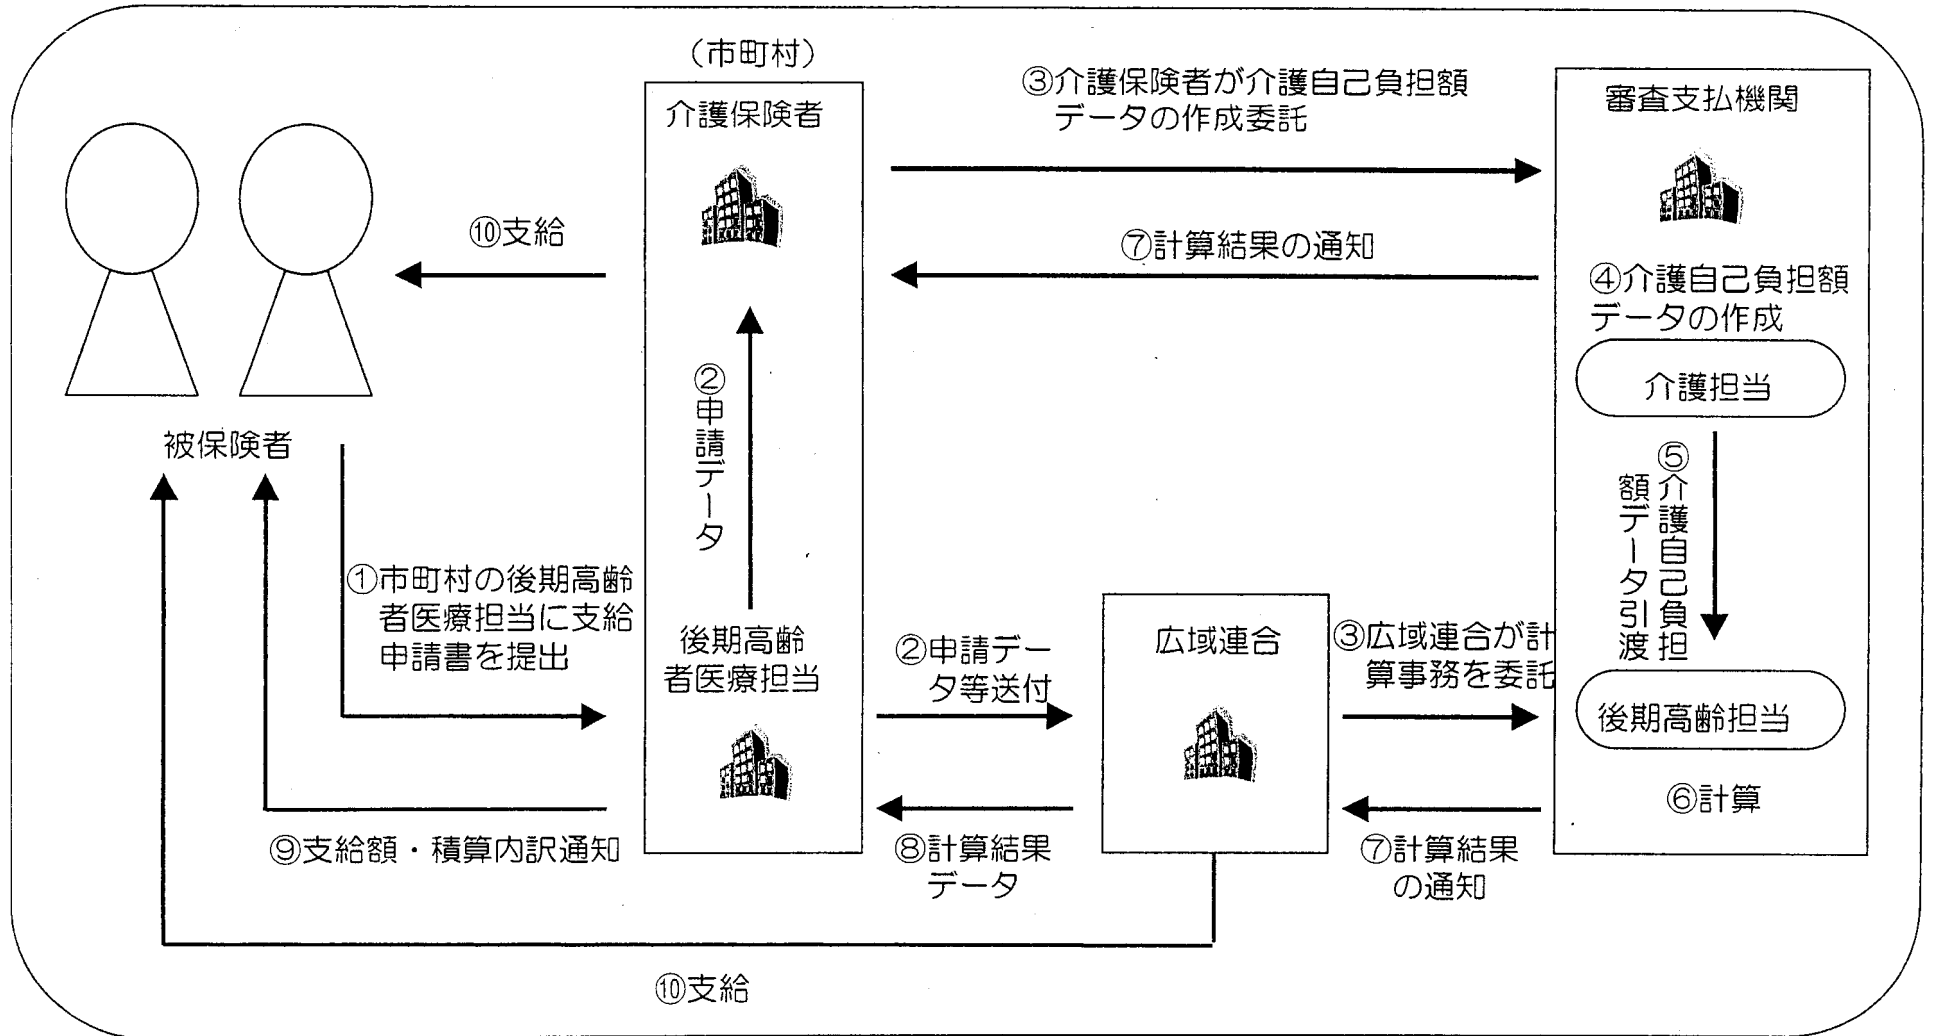 (市町村)
介護保険者
③介護保険者が介護自己負担額
データの作成委託
審査支払機関
⑩支給
⑦計算結果の通知
④介護自己負担額
データの作成
介護担当
②申請データ
被保険者
⑤介護自己負担
額データ引渡
①市町村の後期高齢
者医療担当に支給
申請書を提出
後期高齢
者医療担当
②申請デー
タ等送付
広域連合
③広域連合が計
算事務を委託
後期高齢担当
⑥計算
⑨支給額・積算内訳通知
⑧計算結果
データ
⑦計算結果
の通知
⑩支給